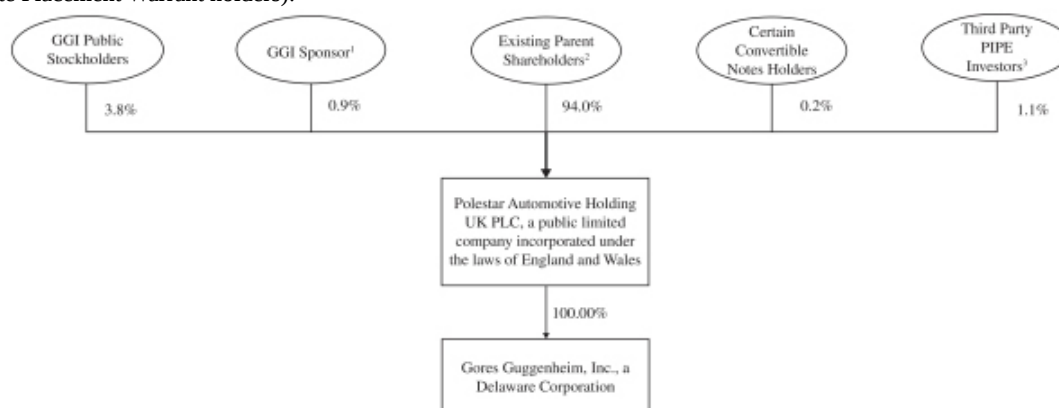 to Placement Warrant holders).
GGI Public
Stockholders
GGI Sponsor¹
Existing Parent
Shareholders²
Certain
Convertible
Notes Holders
Third Party
PIPE
Investors³
3.8%
0.9%
94.0%
0.2%
1.1%
Polestar Automotive Holding
UK PLC, a public limited
company incorporated under
the laws of England and Wales
100.00%
Gores Guggenheim, Inc., a
Delaware Corporation